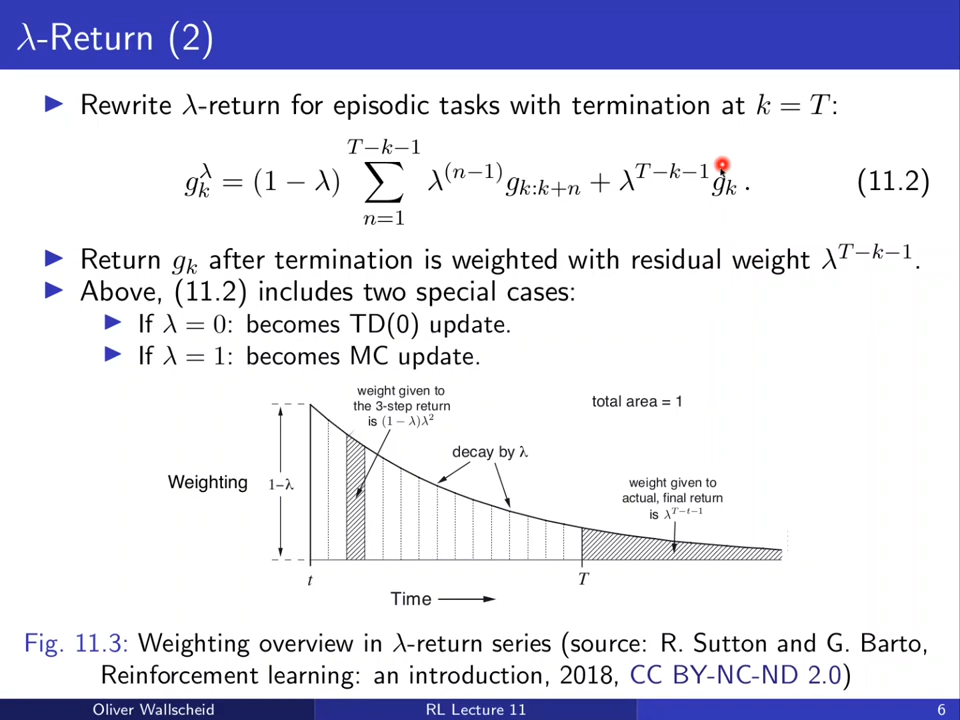 λ-Return (2)
▶ Rewrite λ-return for episodic tasks with termination at k = T:
g_k^λ = (1 − λ) ∑_{n=1}^{T−k−1} λ^{(n−1)} g_{k:k+n} + λ^{T−k−1} g_k . (11.2)
▶ Return g_k after termination is weighted with residual weight λ^{T−k−1}.
▶ Above, (11.2) includes two special cases:
▶ If λ = 0: becomes TD(0) update.
▶ If λ = 1: becomes MC update.
weight given to
the 3-step return
is (1 − λ)λ^2
total area = 1
decay by λ
Weighting
1−λ
weight given to
actual, final return
is λ^{T−t−1}
t
T
Time
Fig. 11.3: Weighting overview in λ-return series (source: R. Sutton and G. Barto,
Reinforcement learning: an introduction, 2018, CC BY-NC-ND 2.0)
Oliver Wallscheid RL Lecture 11 6